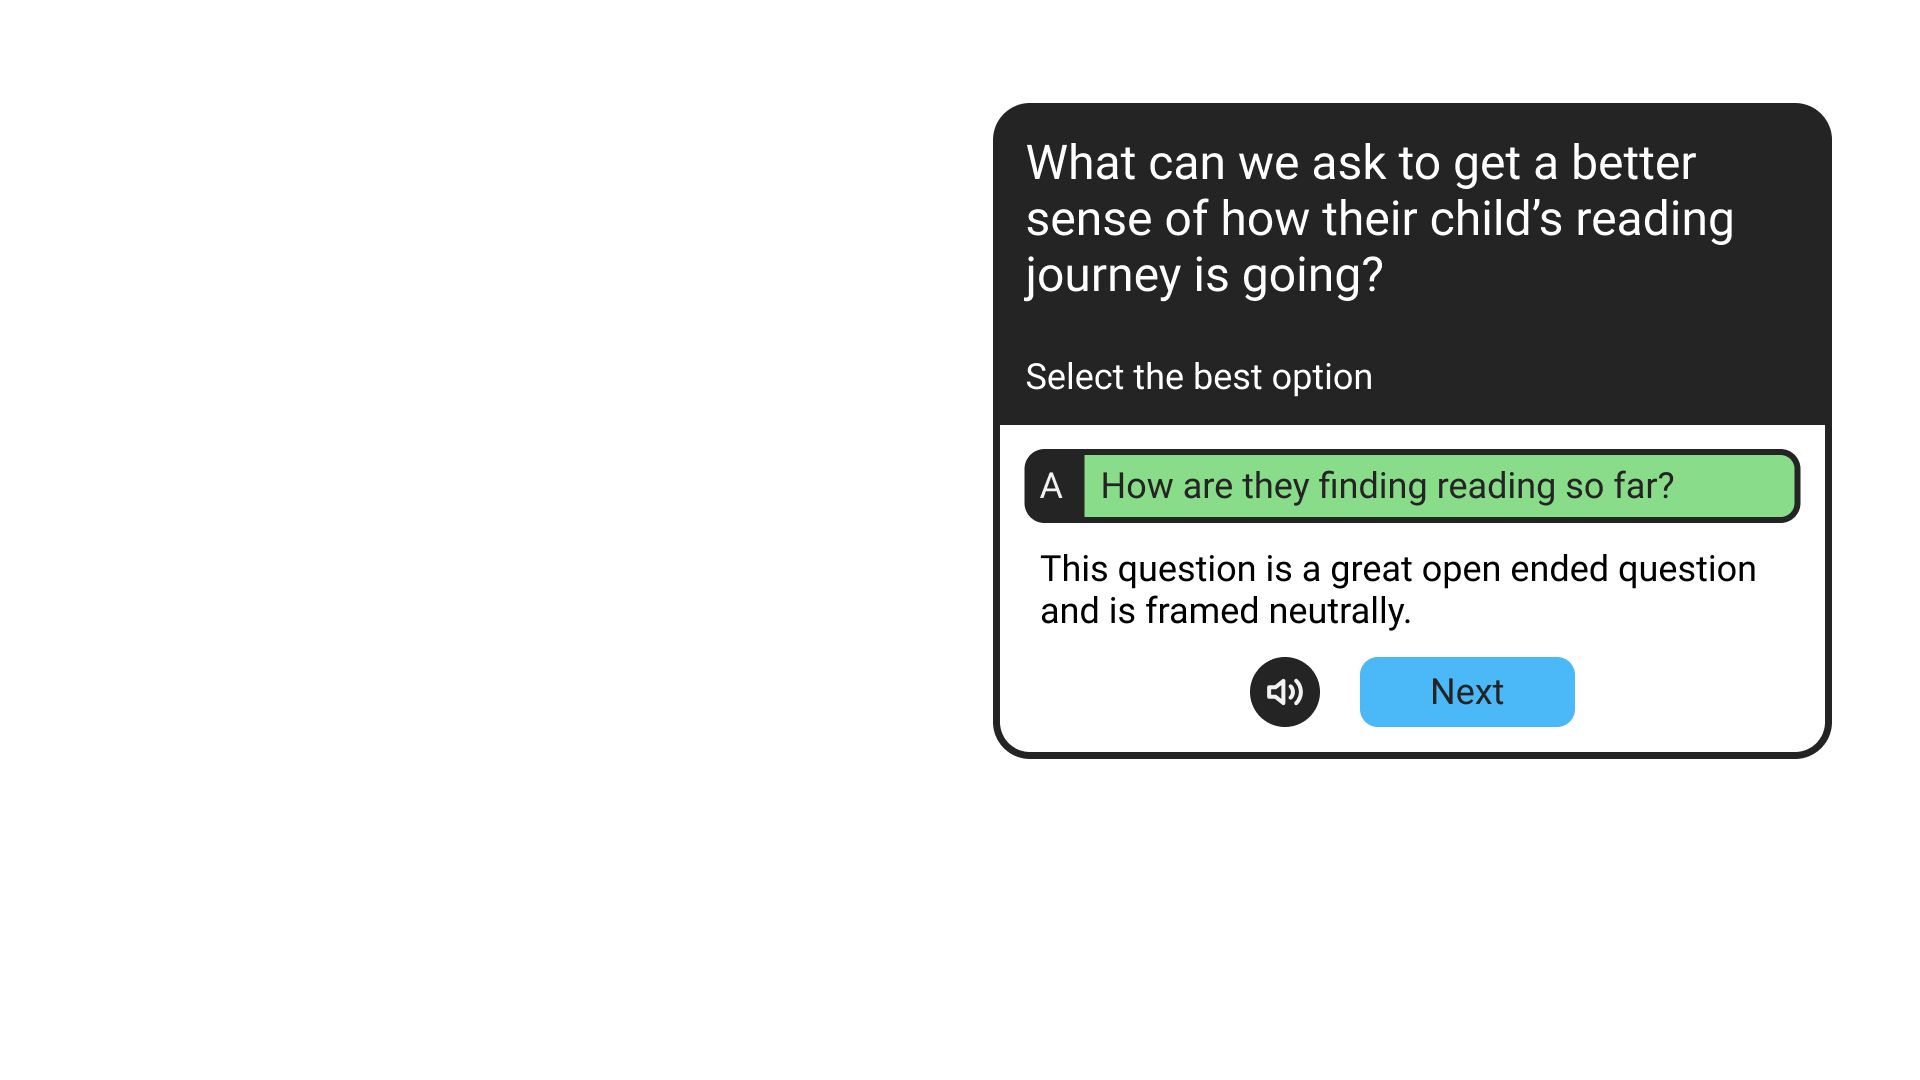 What can we ask to get a better
sense of how their child’s reading
journey is going?
Select the best option
A How are they finding reading so far?
This question is a great open ended question
and is framed neutrally.
Next